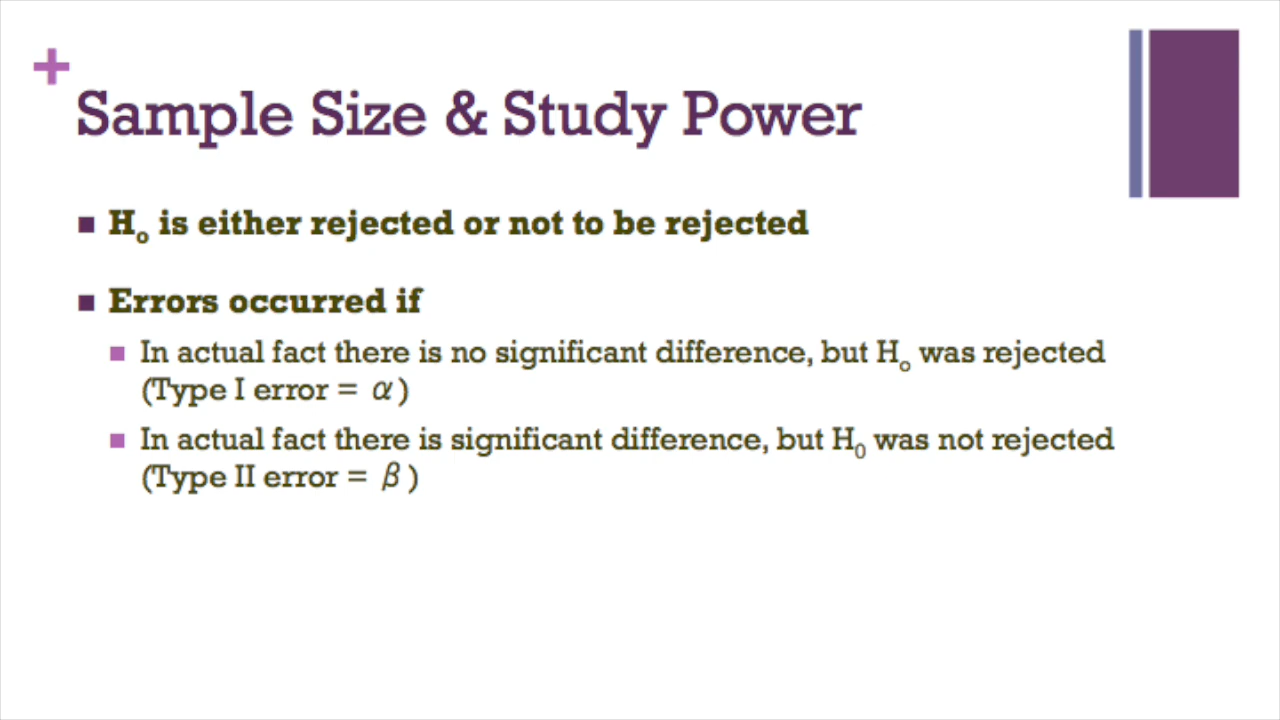 Sample Size & Study Power
Ho is either rejected or not to be rejected
Errors occurred if
In actual fact there is no significant difference, but Ho was rejected
(Type I error = α)
In actual fact there is significant difference, but H0 was not rejected
(Type II error = β)